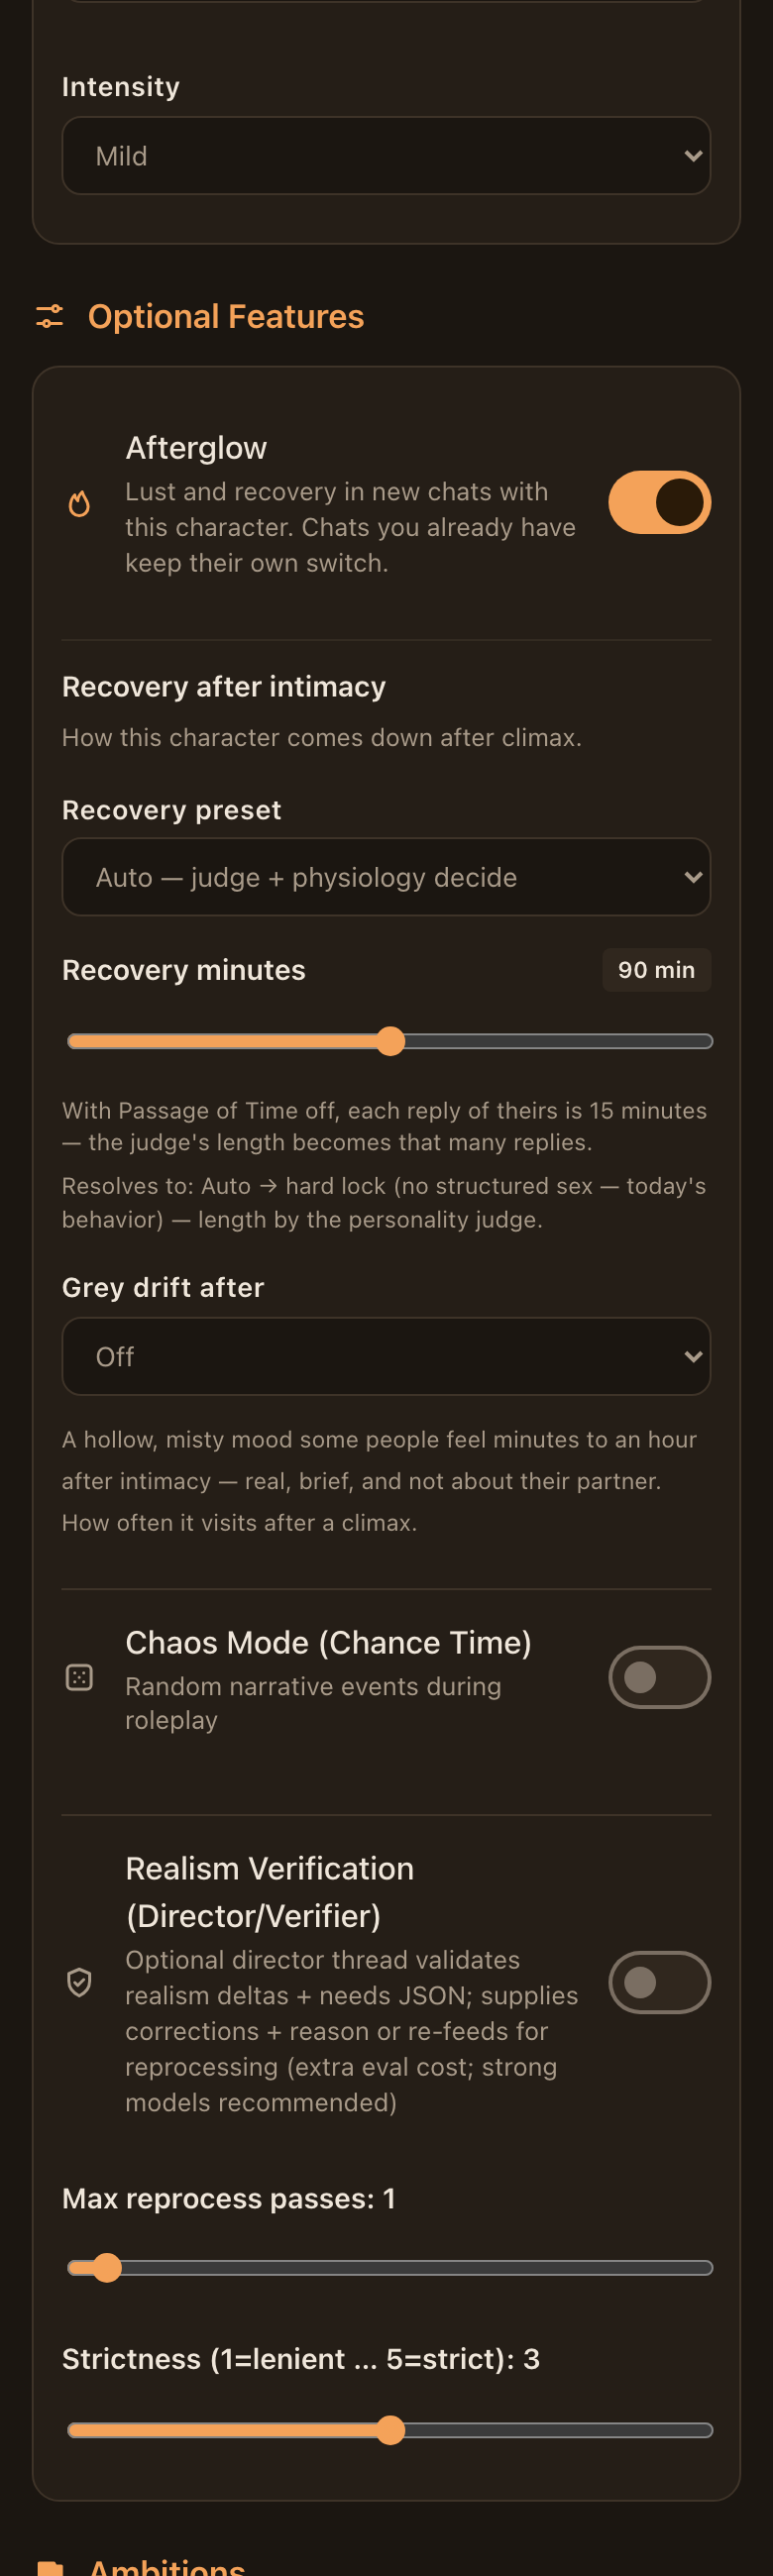 Intensity
Mild
Optional Features
Afterglow
Lust and recovery in new chats with
this character. Chats you already have
keep their own switch.
Recovery after intimacy
How this character comes down after climax.
Recovery preset
Auto — judge + physiology decide
Recovery minutes
90 min
With Passage of Time off, each reply of theirs is 15 minutes
— the judge's length becomes that many replies.
Resolves to: Auto → hard lock (no structured sex — today's
behavior) — length by the personality judge.
Grey drift after
Off
A hollow, misty mood some people feel minutes to an hour
after intimacy — real, brief, and not about their partner.
How often it visits after a climax.
Chaos Mode (Chance Time)
Random narrative events during
roleplay
Realism Verification
(Director/Verifier)
Optional director thread validates
realism deltas + needs JSON; supplies
corrections + reason or re-feeds for
reprocessing (extra eval cost; strong
models recommended)
Max reprocess passes: 1
Strictness (1=lenient ... 5=strict): 3
Ambitions